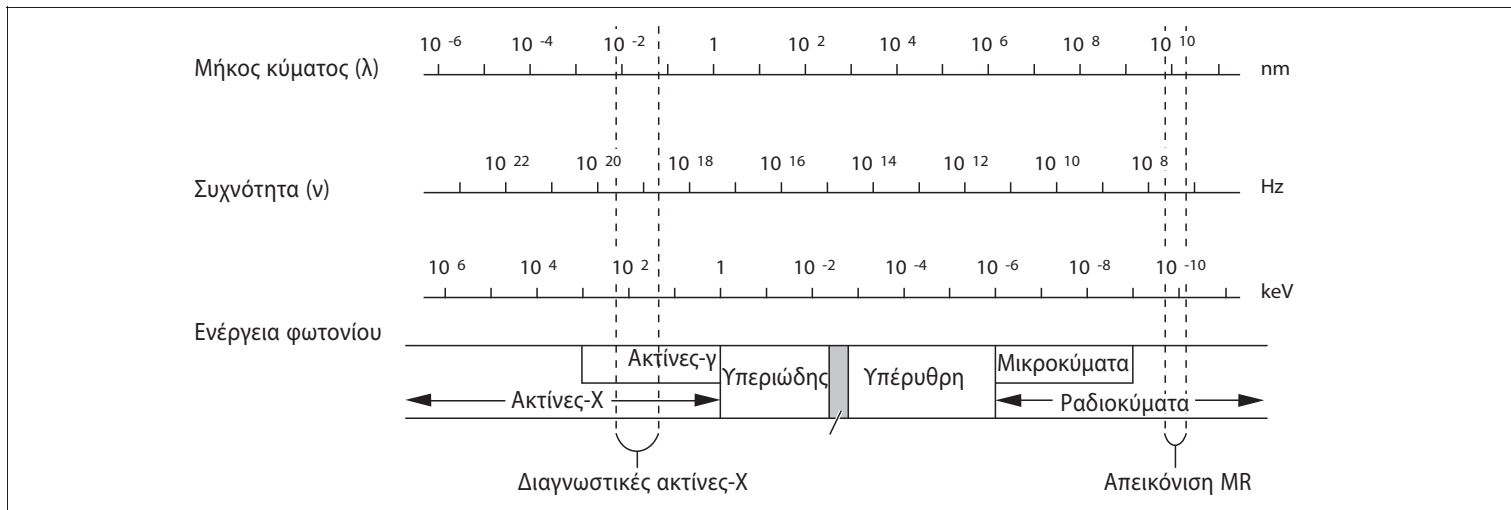 10 -6 10 -4 10 -2 1 10 2 10 4 10 6 10 8 10 10
Μήκος κύματος (λ) nm
10 22 10 20 10 18 10 16 10 14 10 12 10 10 10 8
Συχνότητα (ν) Hz
10 6 10 4 10 2 1 10 -2 10 -4 10 -6 10 -8 10 -10
keV
Ενέργεια φωτονίου
Ακτίνες-γ Υπεριώδης Υπέρυθρη Μικροκύματα
Ακτίνες-Χ Ραδιοκύματα
Διαγνωστικές ακτίνες-Χ Απεικόνιση MR